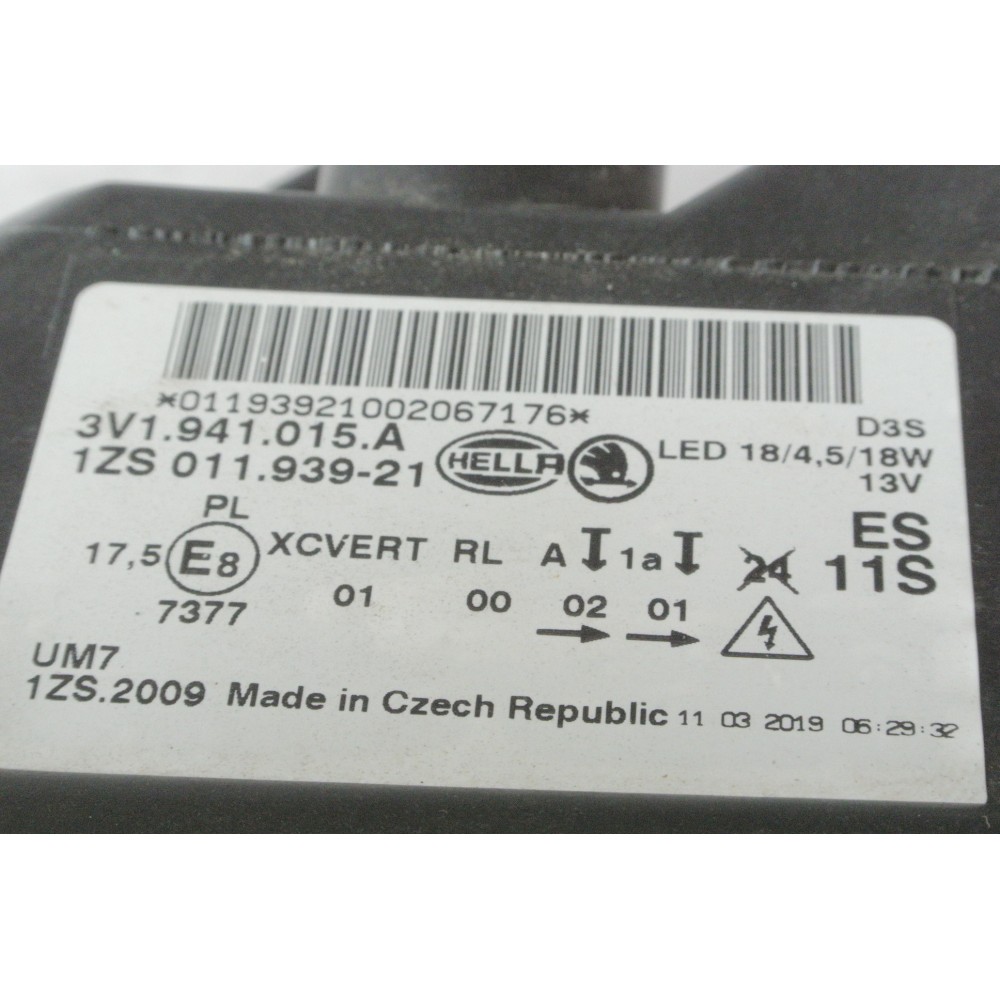 *01193921002067176*
3V1.941.015.A
1ZS 011.939-21
HELLA
D3S
LED 18/4,5/18W
13V
PL
17,5 E8 XCVERT RL A 1a 24
7377 01 00 02 01
ES
11S
UM7
1ZS.2009 Made in Czech Republic 11 03 2019 06:29:32